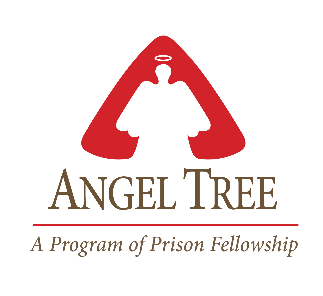 ANGEL TREE
A Program of Prison Fellowship